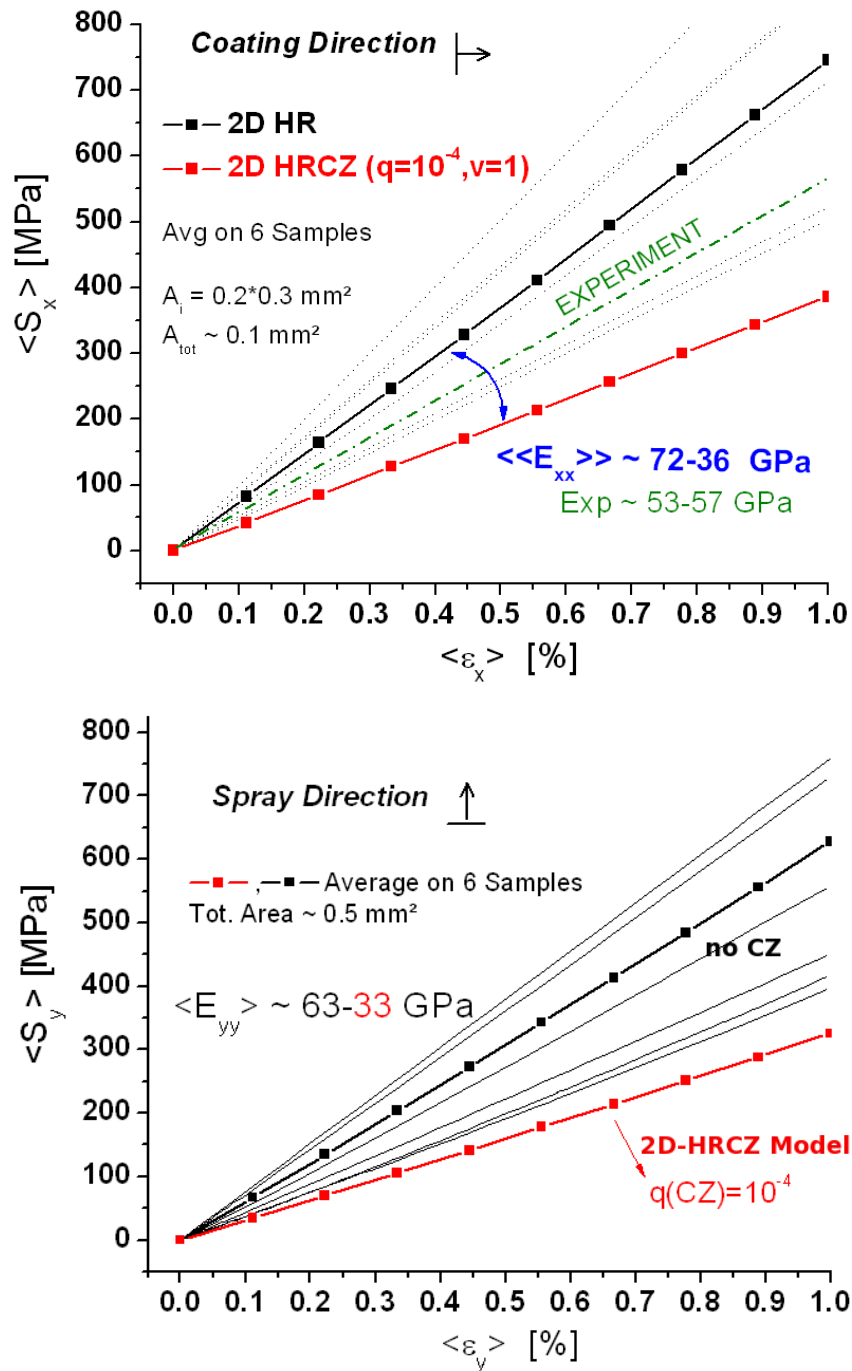 Coating Direction
2D HR
2D HRCZ (q=10⁻⁴,v=1)
Avg on 6 Samples
A_i = 0.2*0.3 mm²
A_tot ~ 0.1 mm²
EXPERIMENT
<<E_xx>> ~ 72-36 GPa
Exp ~ 53-57 GPa
<S_x> [MPa]
800
700
600
500
400
300
200
100
0
0.0 0.1 0.2 0.3 0.4 0.5 0.6 0.7 0.8 0.9 1.0
<ε_x> [%]
Spray Direction
, Average on 6 Samples
Tot. Area ~ 0.5 mm²
no CZ
<E_yy> ~ 63-33 GPa
2D-HRCZ Model
q(CZ)=10⁻⁴
<S_y> [MPa]
800
700
600
500
400
300
200
100
0
0.0 0.1 0.2 0.3 0.4 0.5 0.6 0.7 0.8 0.9 1.0
<ε_y> [%]